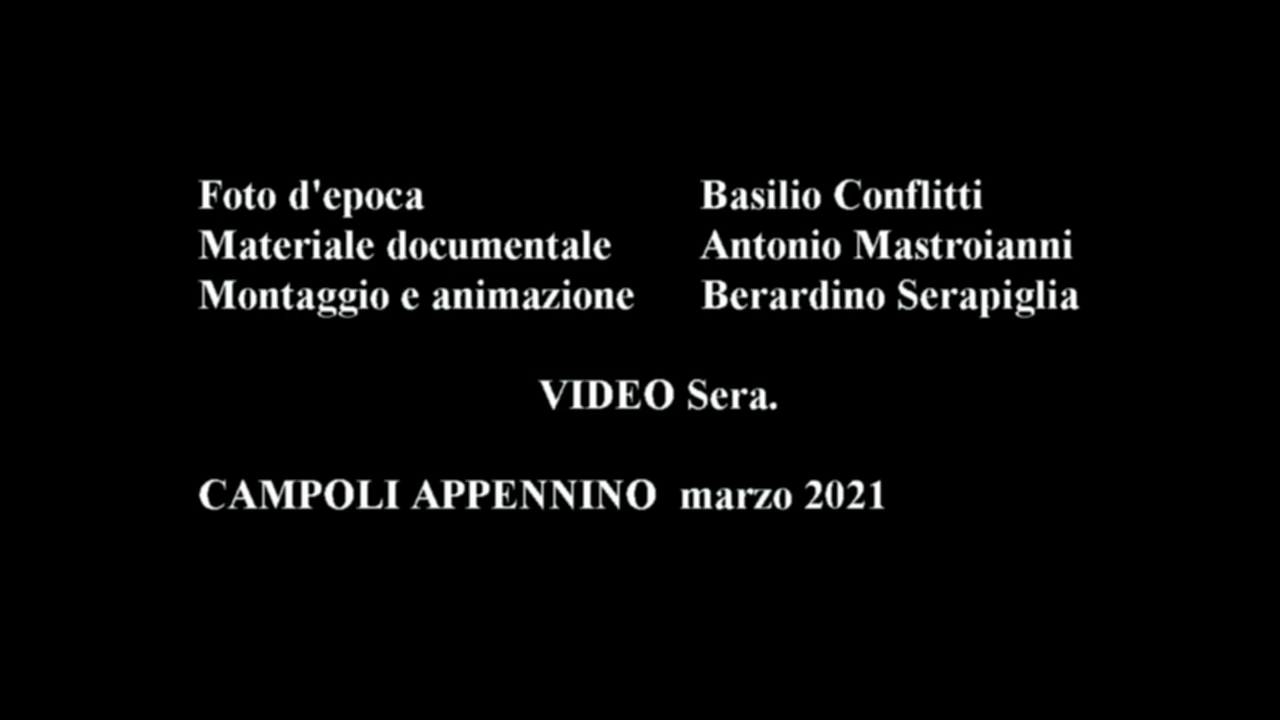 Foto d'epoca Basilio Conflitti
Materiale documentale Antonio Mastroianni
Montaggio e animazione Berardino Serapiglia
VIDEO Sera.
CAMPOLI APPENNINO marzo 2021